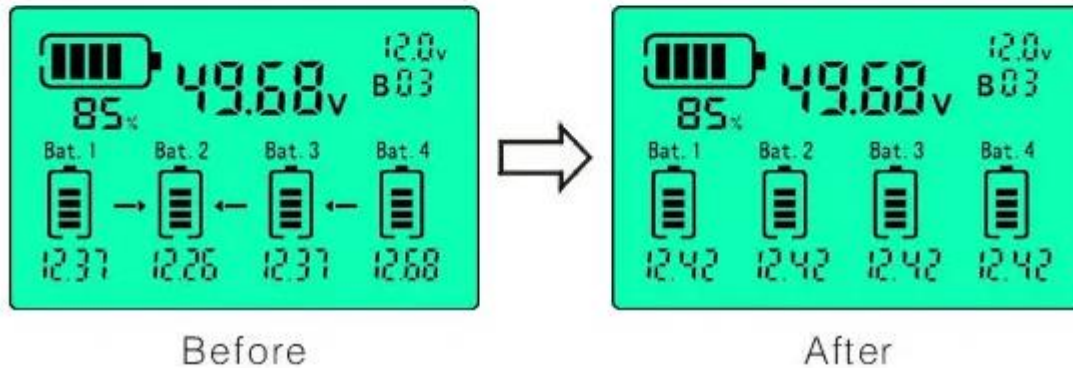 12.0v
49.68v
B03
85%
Bat. 1 Bat. 2 Bat. 3 Bat. 4
12.37 12.26 12.37 12.68
Before
12.0v
49.68v
B03
85%
Bat. 1 Bat. 2 Bat. 3 Bat. 4
12.42 12.42 12.42 12.42
After